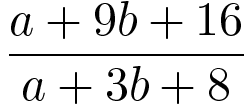 a + 9b + 16
a + 3b + 8